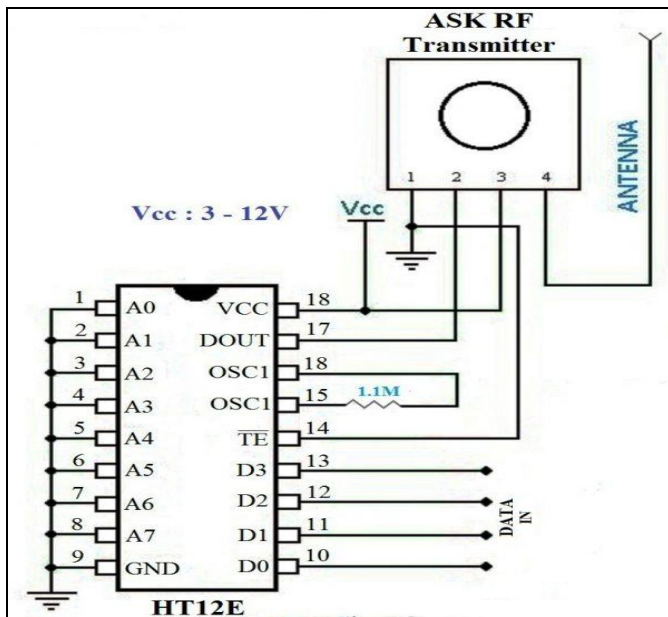 ASK RF
Transmitter
1 2 3 4
ANTENNA
Vcc : 3 - 12V
Vcc
1 A0 VCC 18
2 A1 DOUT 17
3 A2 OSC1 18
4 A3 OSC1 15
1.1M
5 A4 TE 14
6 A5 D3 13
7 A6 D2 12
8 A7 D1 11
9 GND D0 10
DATA
IN
HT12E